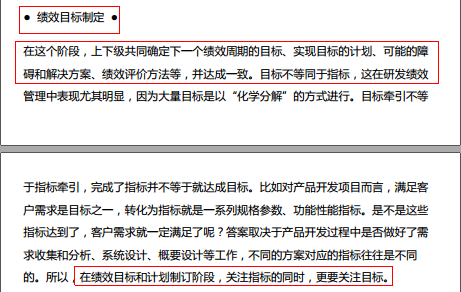 ● 绩效目标制定 ●
在这个阶段，上下级共同确定下一个绩效周期的目标、实现目标的计划、可能的障
碍和解决方案、绩效评价方法等，并达成一致。目标不等同于指标，这在研发绩效
管理中表现尤其明显，因为大量目标是以“化学分解”的方式进行。目标牵引不等
于指标牵引，完成了指标并不等于就达成目标。比如对产品开发项目而言，满足客
户需求是目标之一，转化为指标就是一系列规格参数、功能性能指标。是不是这些
指标达到了，客户需求就一定满足了呢？答案取决于产品开发过程中是否做好了需
求收集和分析、系统设计、概要设计等工作，不同的方案对应的指标往往是不同
的。所以，在绩效目标和计划制订阶段，关注指标的同时，更要关注目标。